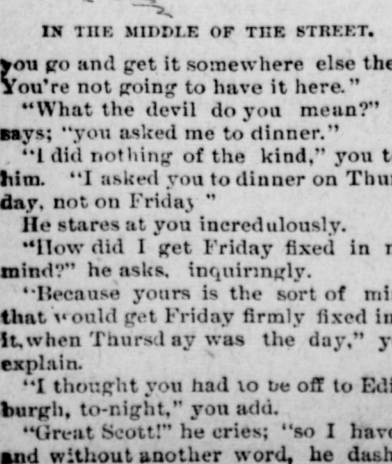 IN THE MIDDLE OF THE STREET.
you go and get it somewhere else the
You're not going to have it here."
"What the devil do you mean?"
says; "you asked me to dinner."
"I did nothing of the kind," you t
him. "I asked you to dinner on Thu
day, not on Friday "
He stares at you incredulously.
"How did I get Friday fixed in
mind?" he asks, inquiringly.
"Because yours is the sort of mi
that would get Friday firmly fixed in
it, when Thursd ay was the day," y
explain.
"I thought you had to be off to Edi
burgh, to-night," you add.
"Great Scott!" he cries; "so I hav
and without another word, he dash